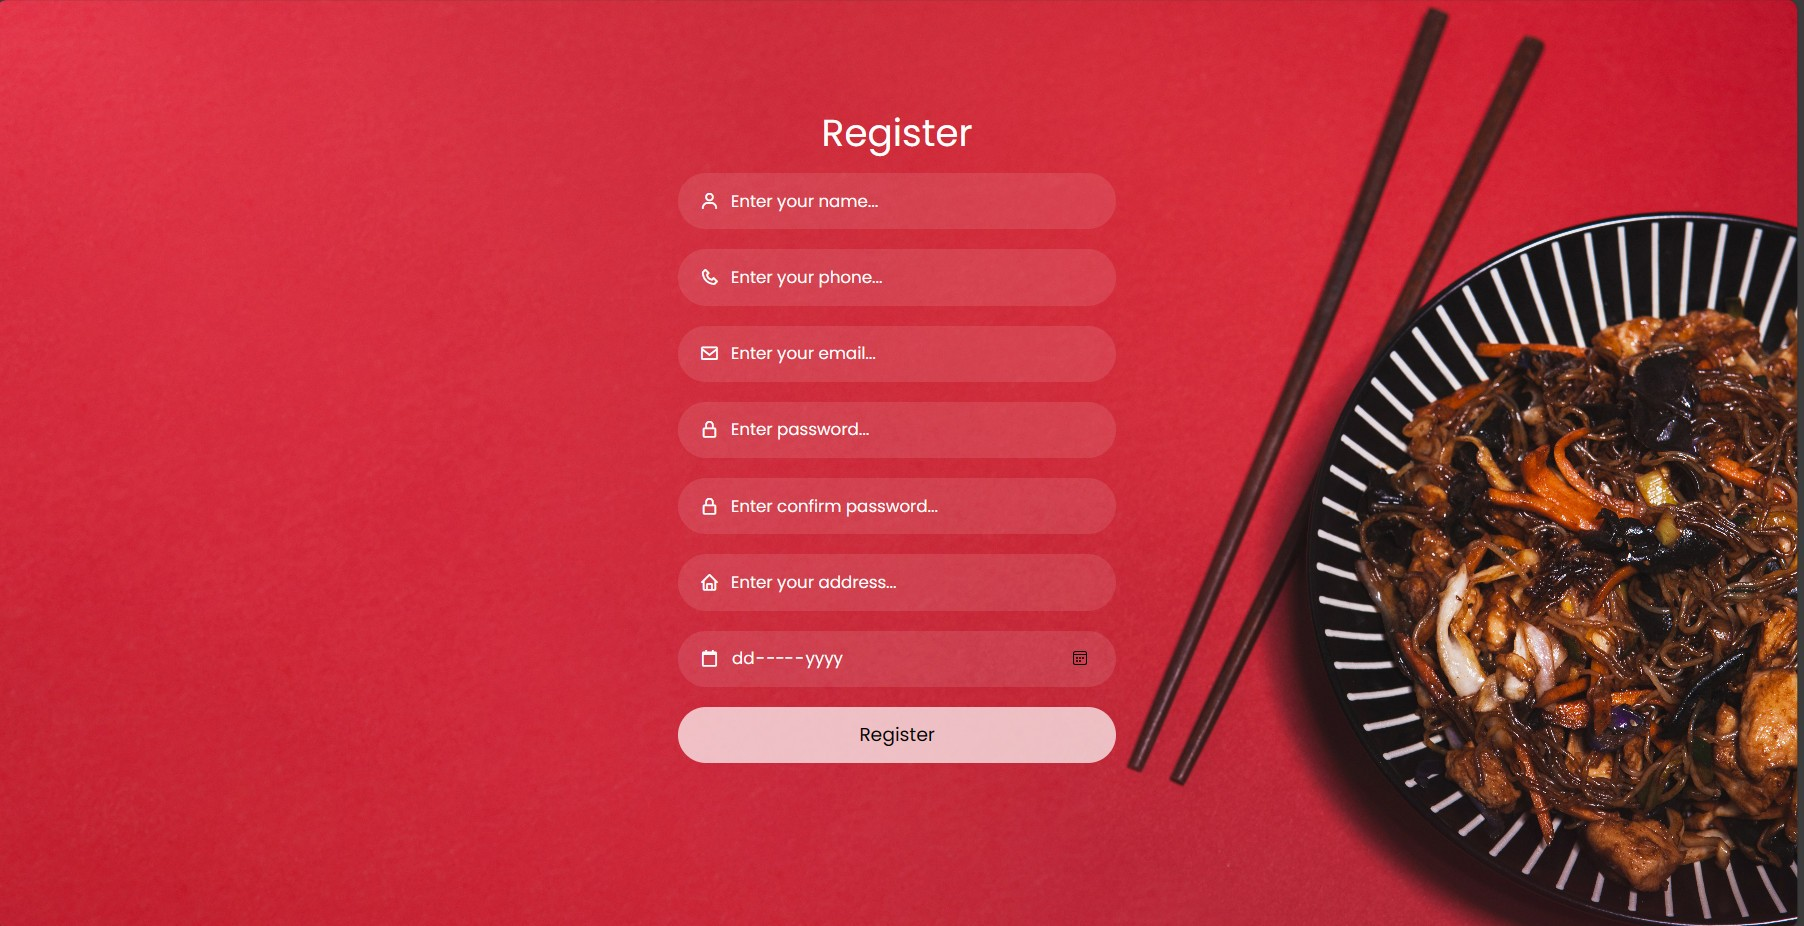 Register
Enter your name...
Enter your phone...
Enter your email...
Enter password...
Enter confirm password...
Enter your address...
dd-----yyyy
Register